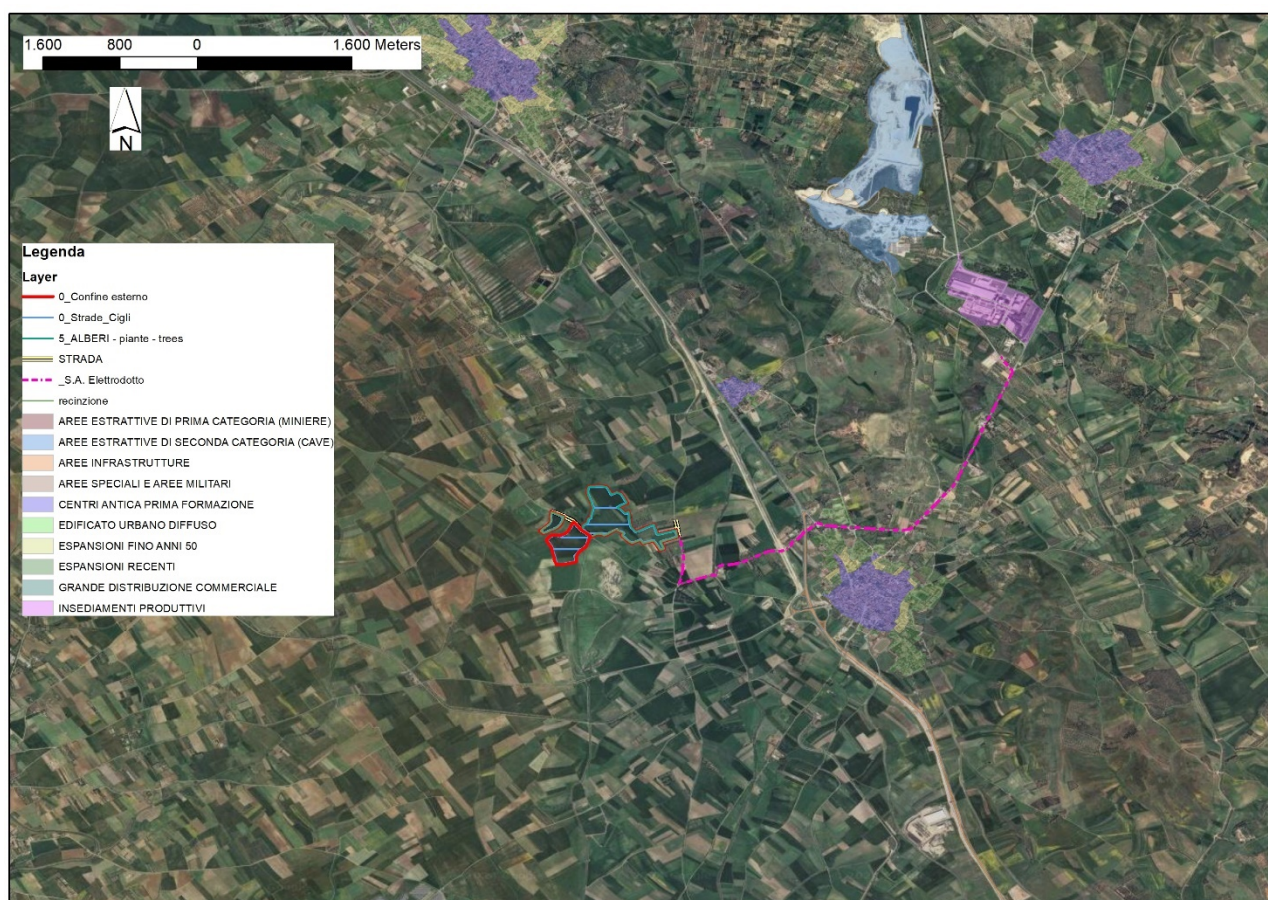 1.600 800 0 1.600 Meters
N
Legenda
Layer
0_Confine esterno
0_Strade_Cigli
5_ALBERI - piante - trees
STRADA
_S.A. Elettrodotto
recinzione
AREE ESTRATTIVE DI PRIMA CATEGORIA (MINIERE)
AREE ESTRATTIVE DI SECONDA CATEGORIA (CAVE)
AREE INFRASTRUTTURE
AREE SPECIALI E AREE MILITARI
CENTRI ANTICA PRIMA FORMAZIONE
EDIFICATO URBANO DIFFUSO
ESPANSIONI FINO ANNI 50
ESPANSIONI RECENTI
GRANDE DISTRIBUZIONE COMMERCIALE
INSEDIAMENTI PRODUTTIVI